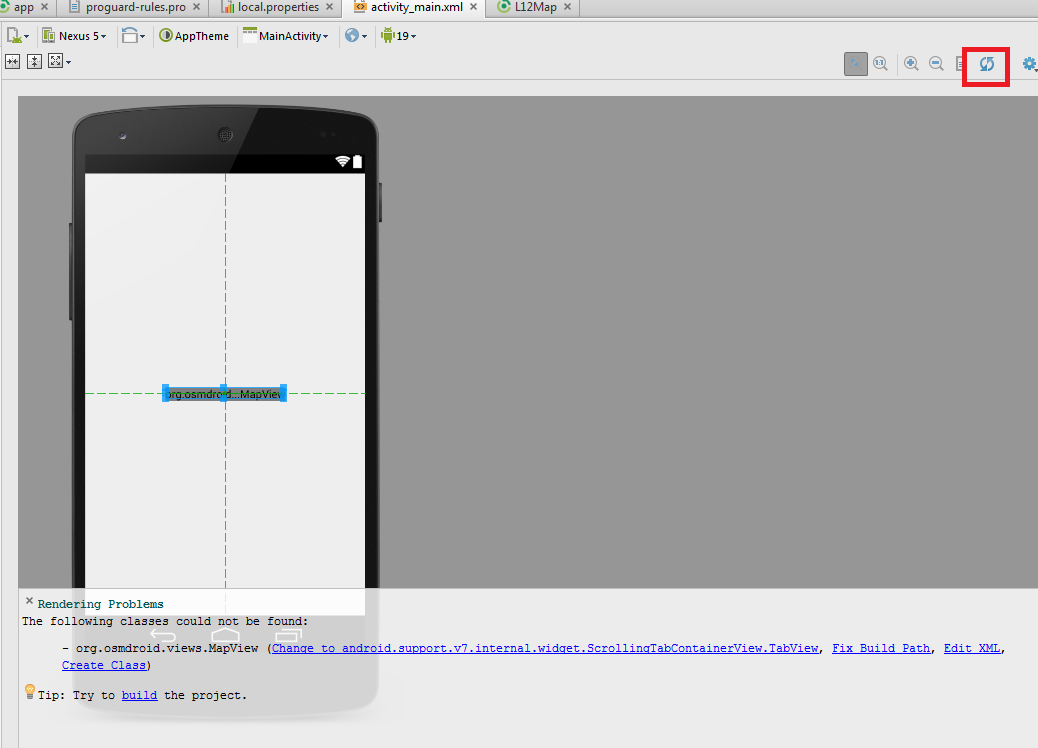 app
proguard-rules.pro
local.properties
activity_main.xml
L12Map
Nexus 5
AppTheme
MainActivity
19
1:1
org.osmdroid...MapView
Rendering Problems
The following classes could not be found:
- org.osmdroid.views.MapView (Change to android.support.v7.internal.widget.ScrollingTabContainerView.TabView, Fix Build Path, Edit XML,
Create Class)
Tip: Try to build the project.